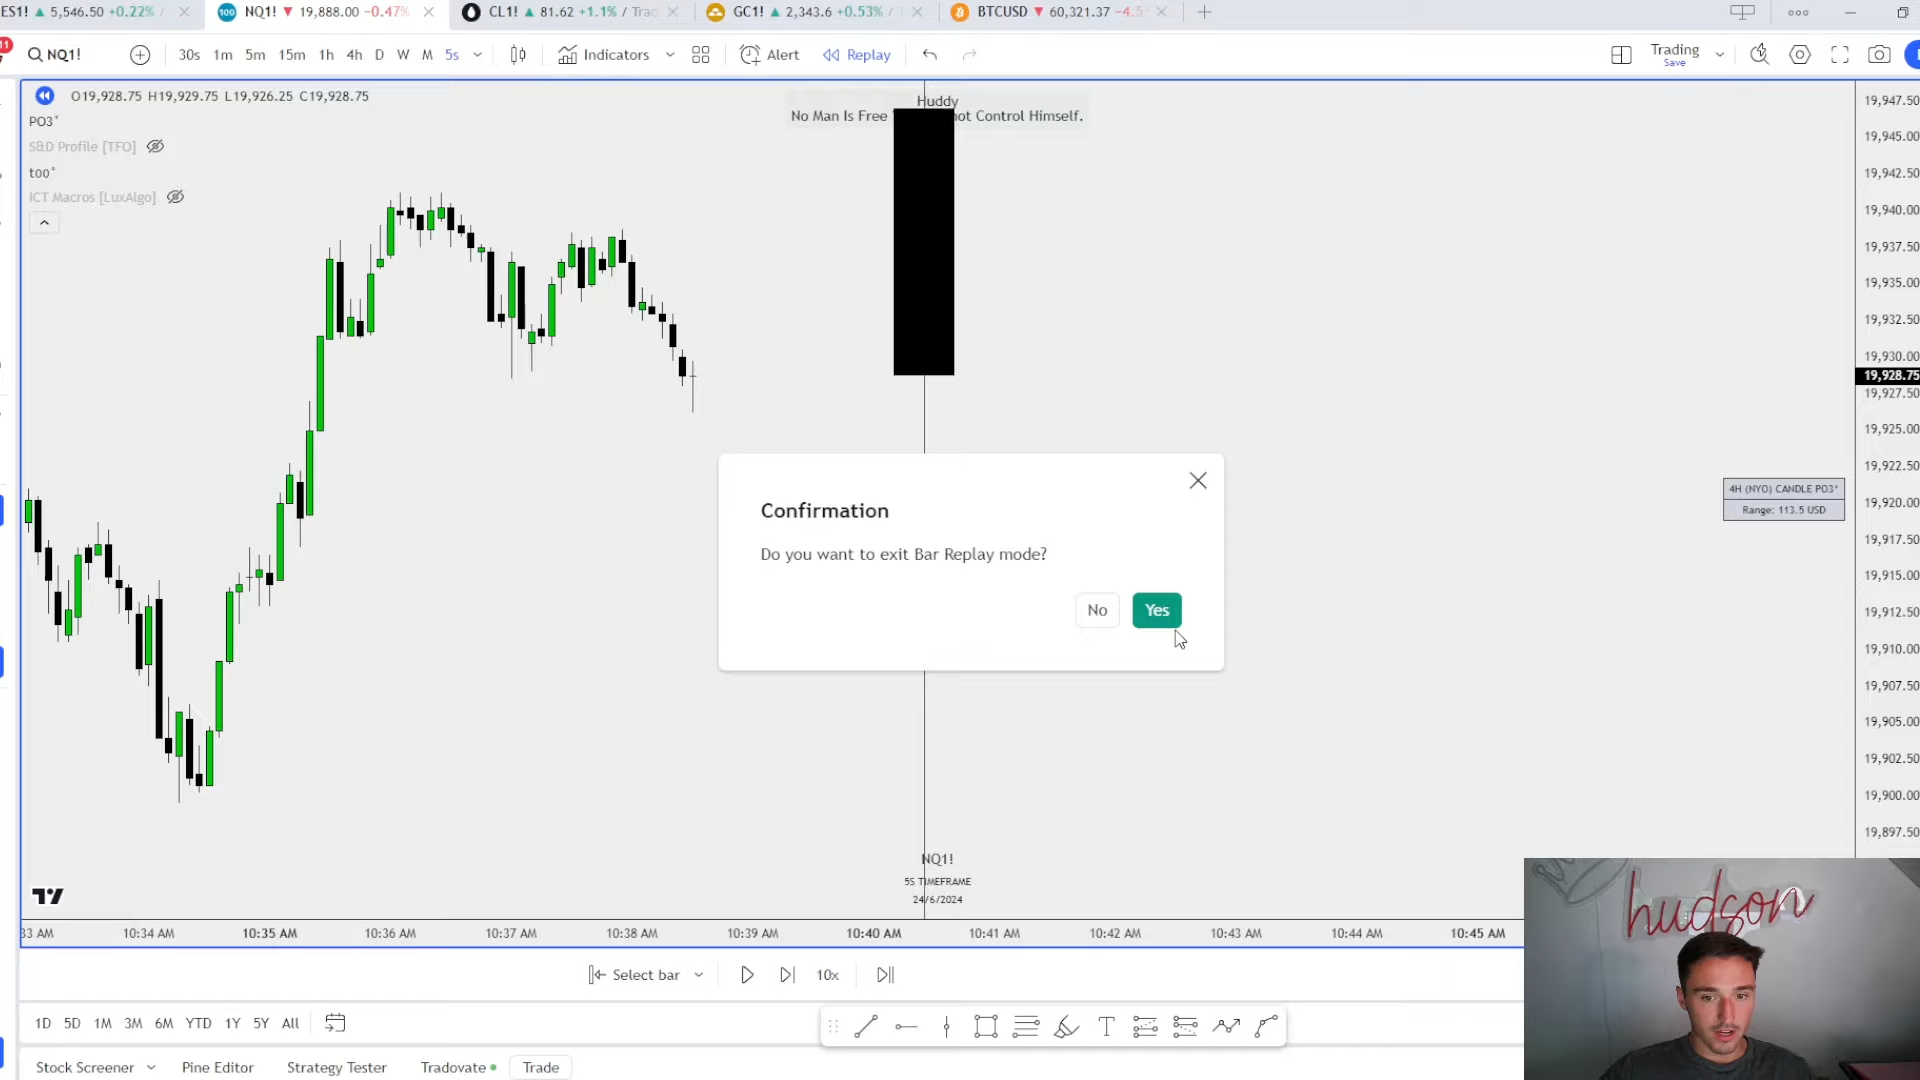 ES1! ▲ 5,546.50 +0.22% /
NQ1! ▼ 19,888.00 −0.47%
CL1! ▲ 81.62 +1.1% / Trad
GC1! ▲ 2,343.6 +0.53% /
BTCUSD ▼ 60,321.37 −4.5
11
NQ1!
30s 1m 5m 15m 1h 4h D W M 5s
Indicators
Alert
Replay
Trading
Save
O19,928.75 H19,929.75 L19,926.25 C19,928.75
PO3°
S&D Profile [TFO]
too°
ICT Macros [LuxAlgo]
Huddy
No Man Is Free ot Control Himself.
19,947.50
19,945.00
19,942.50
19,940.00
19,937.50
19,935.00
19,932.50
19,930.00
19,928.75
19,927.50
19,925.00
19,922.50
19,920.00
19,917.50
19,915.00
19,912.50
19,910.00
19,907.50
19,905.00
19,902.50
19,900.00
19,897.50
4H (NYO) CANDLE PO3°
Range: 113.5 USD
Confirmation
Do you want to exit Bar Replay mode?
No
Yes
NQ1!
5S TIMEFRAME
24/6/2024
33 AM 10:34 AM 10:35 AM 10:36 AM 10:37 AM 10:38 AM 10:39 AM 10:40 AM 10:41 AM 10:42 AM 10:43 AM 10:44 AM 10:45 AM
hudson
Select bar
10x
1D 5D 1M 3M 6M YTD 1Y 5Y All
Stock Screener
Pine Editor
Strategy Tester
Tradovate
Trade